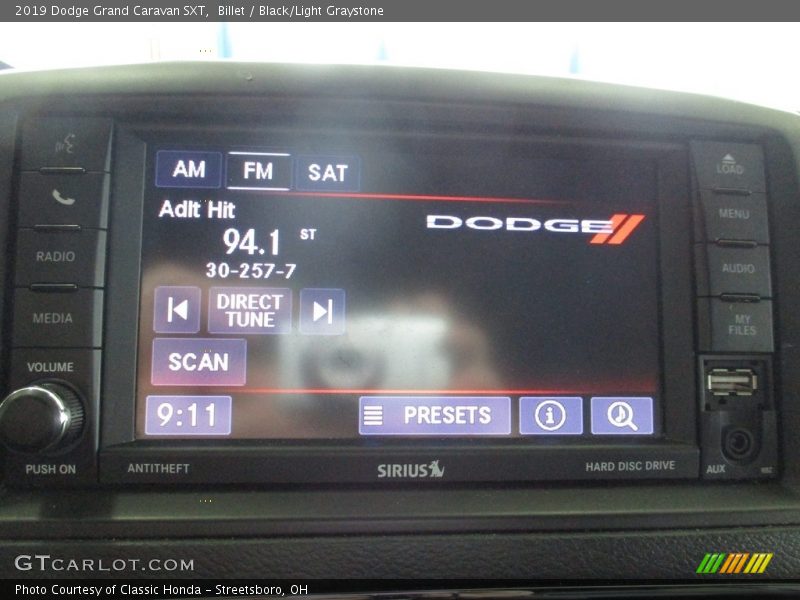 2019 Dodge Grand Caravan SXT,  Billet / Black/Light Graystone
AM FM SAT
Adlt Hit
94.1 ST
30-257-7
DIRECT
TUNE
SCAN
9:11
PRESETS
DODGE
RADIO
MEDIA
VOLUME
PUSH ON
LOAD
MENU
AUDIO
MY
FILES
AUX
ANTITHEFT
SIRIUS
HARD DISC DRIVE
GTCARLOT.COM
Photo Courtesy of Classic Honda - Streetsboro, OH